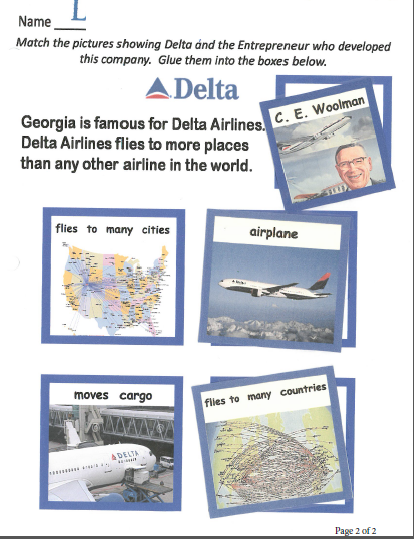 Name L
Match the pictures showing Delta and the Entrepreneur who developed
this company. Glue them into the boxes below.
Delta
Georgia is famous for Delta Airlines.
Delta Airlines flies to more places
than any other airline in the world.
C. E. Woolman
flies to many cities
airplane
moves cargo
flies to many countries
DELTA
Page 2 of 2